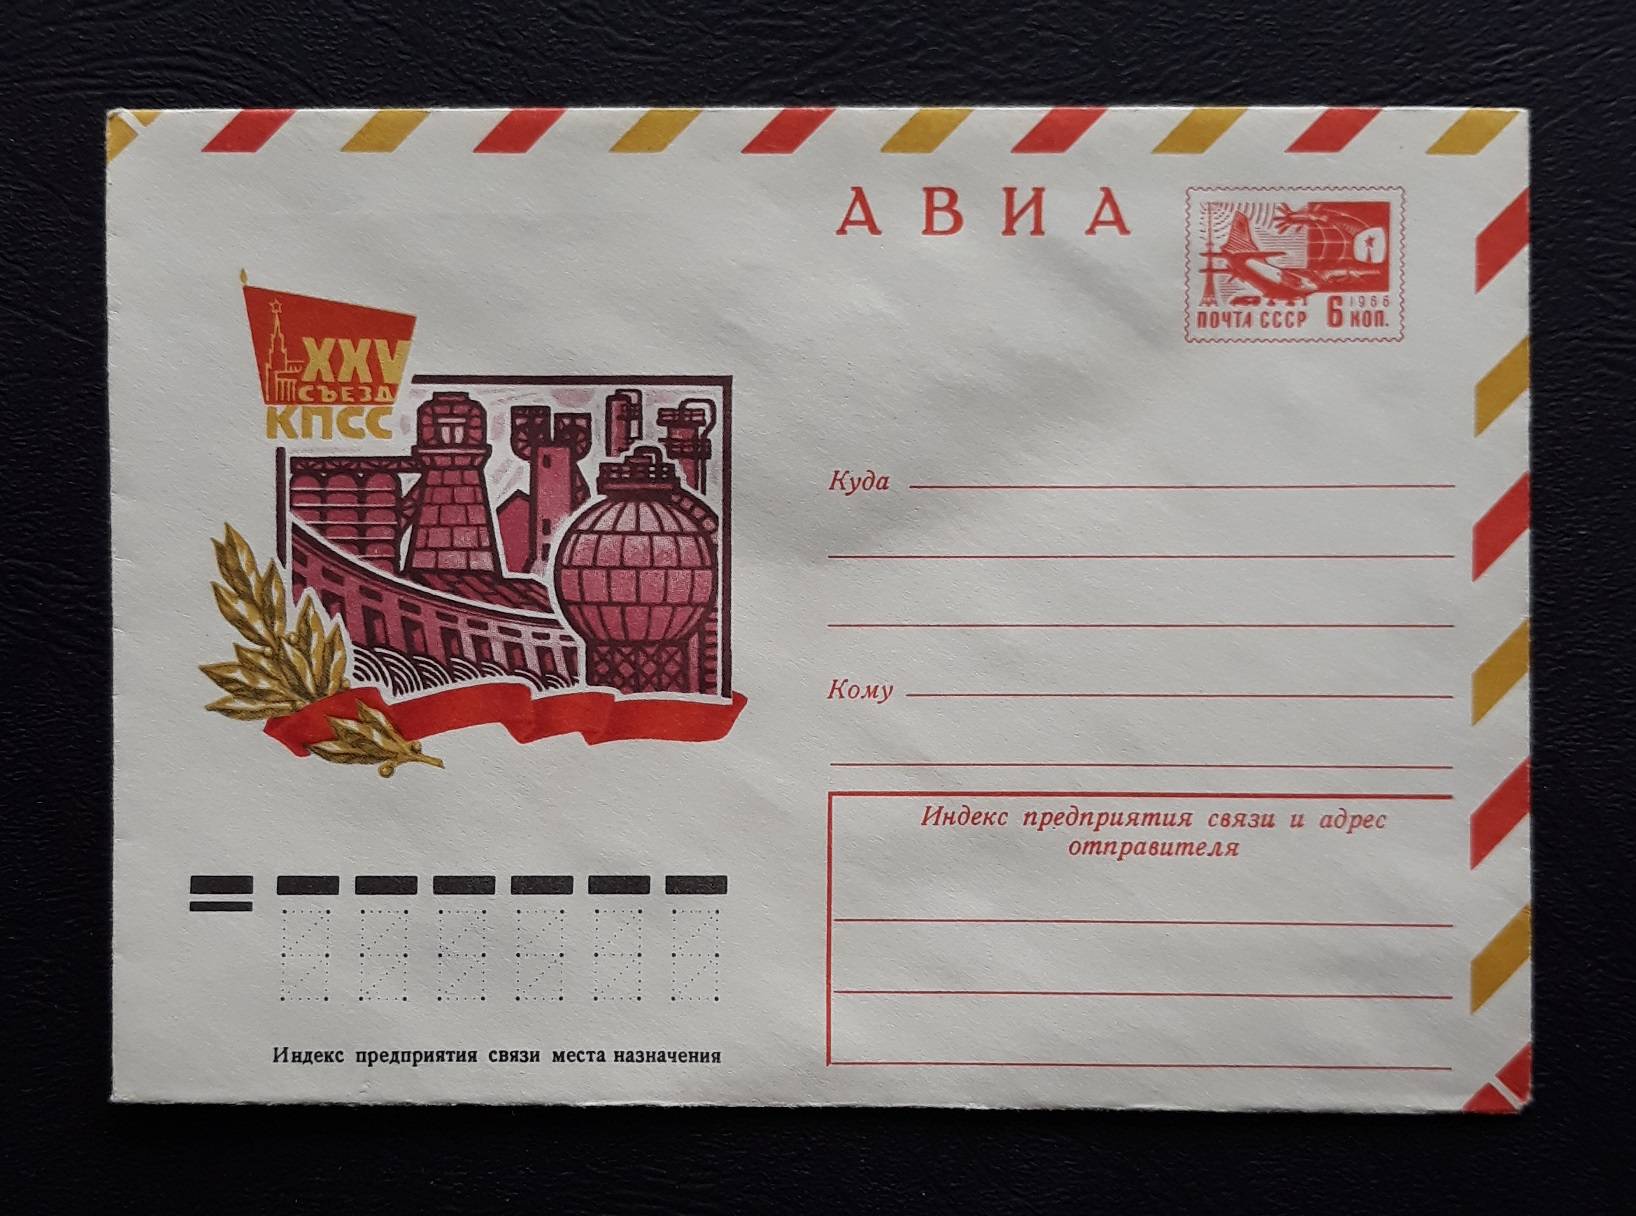 АВИА
1966
ПОЧТА СССР 6 КОП.
XXV
СЪЕЗД
КПСС
Куда
Кому
Индекс предприятия связи и адрес
отправителя
Индекс предприятия связи места назначения